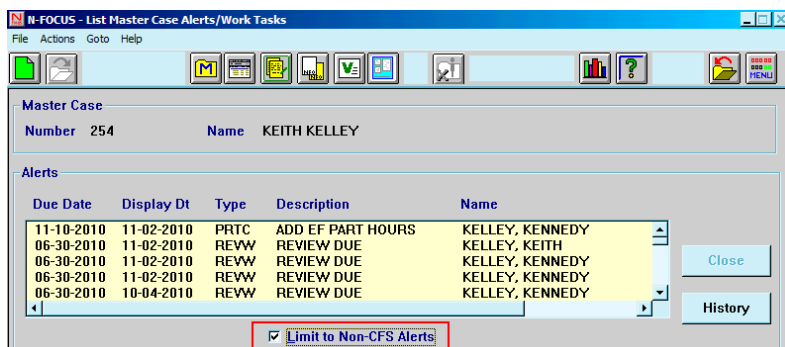 N-FOCUS - List Master Case Alerts/Work Tasks
File Actions Goto Help
M V MENU
Master Case
Number 254 Name KEITH KELLEY
Alerts
Due Date Display Dt Type Description Name
11-10-2010 11-02-2010 PRTC ADD EF PART HOURS KELLEY, KENNEDY
06-30-2010 11-02-2010 REVW REVIEW DUE KELLEY, KEITH
06-30-2010 11-02-2010 REVW REVIEW DUE KELLEY, KENNEDY
06-30-2010 11-02-2010 REVW REVIEW DUE KELLEY, KENNEDY
06-30-2010 10-04-2010 REVW REVIEW DUE KELLEY, KENNEDY
Close
History
Limit to Non-CFS Alerts